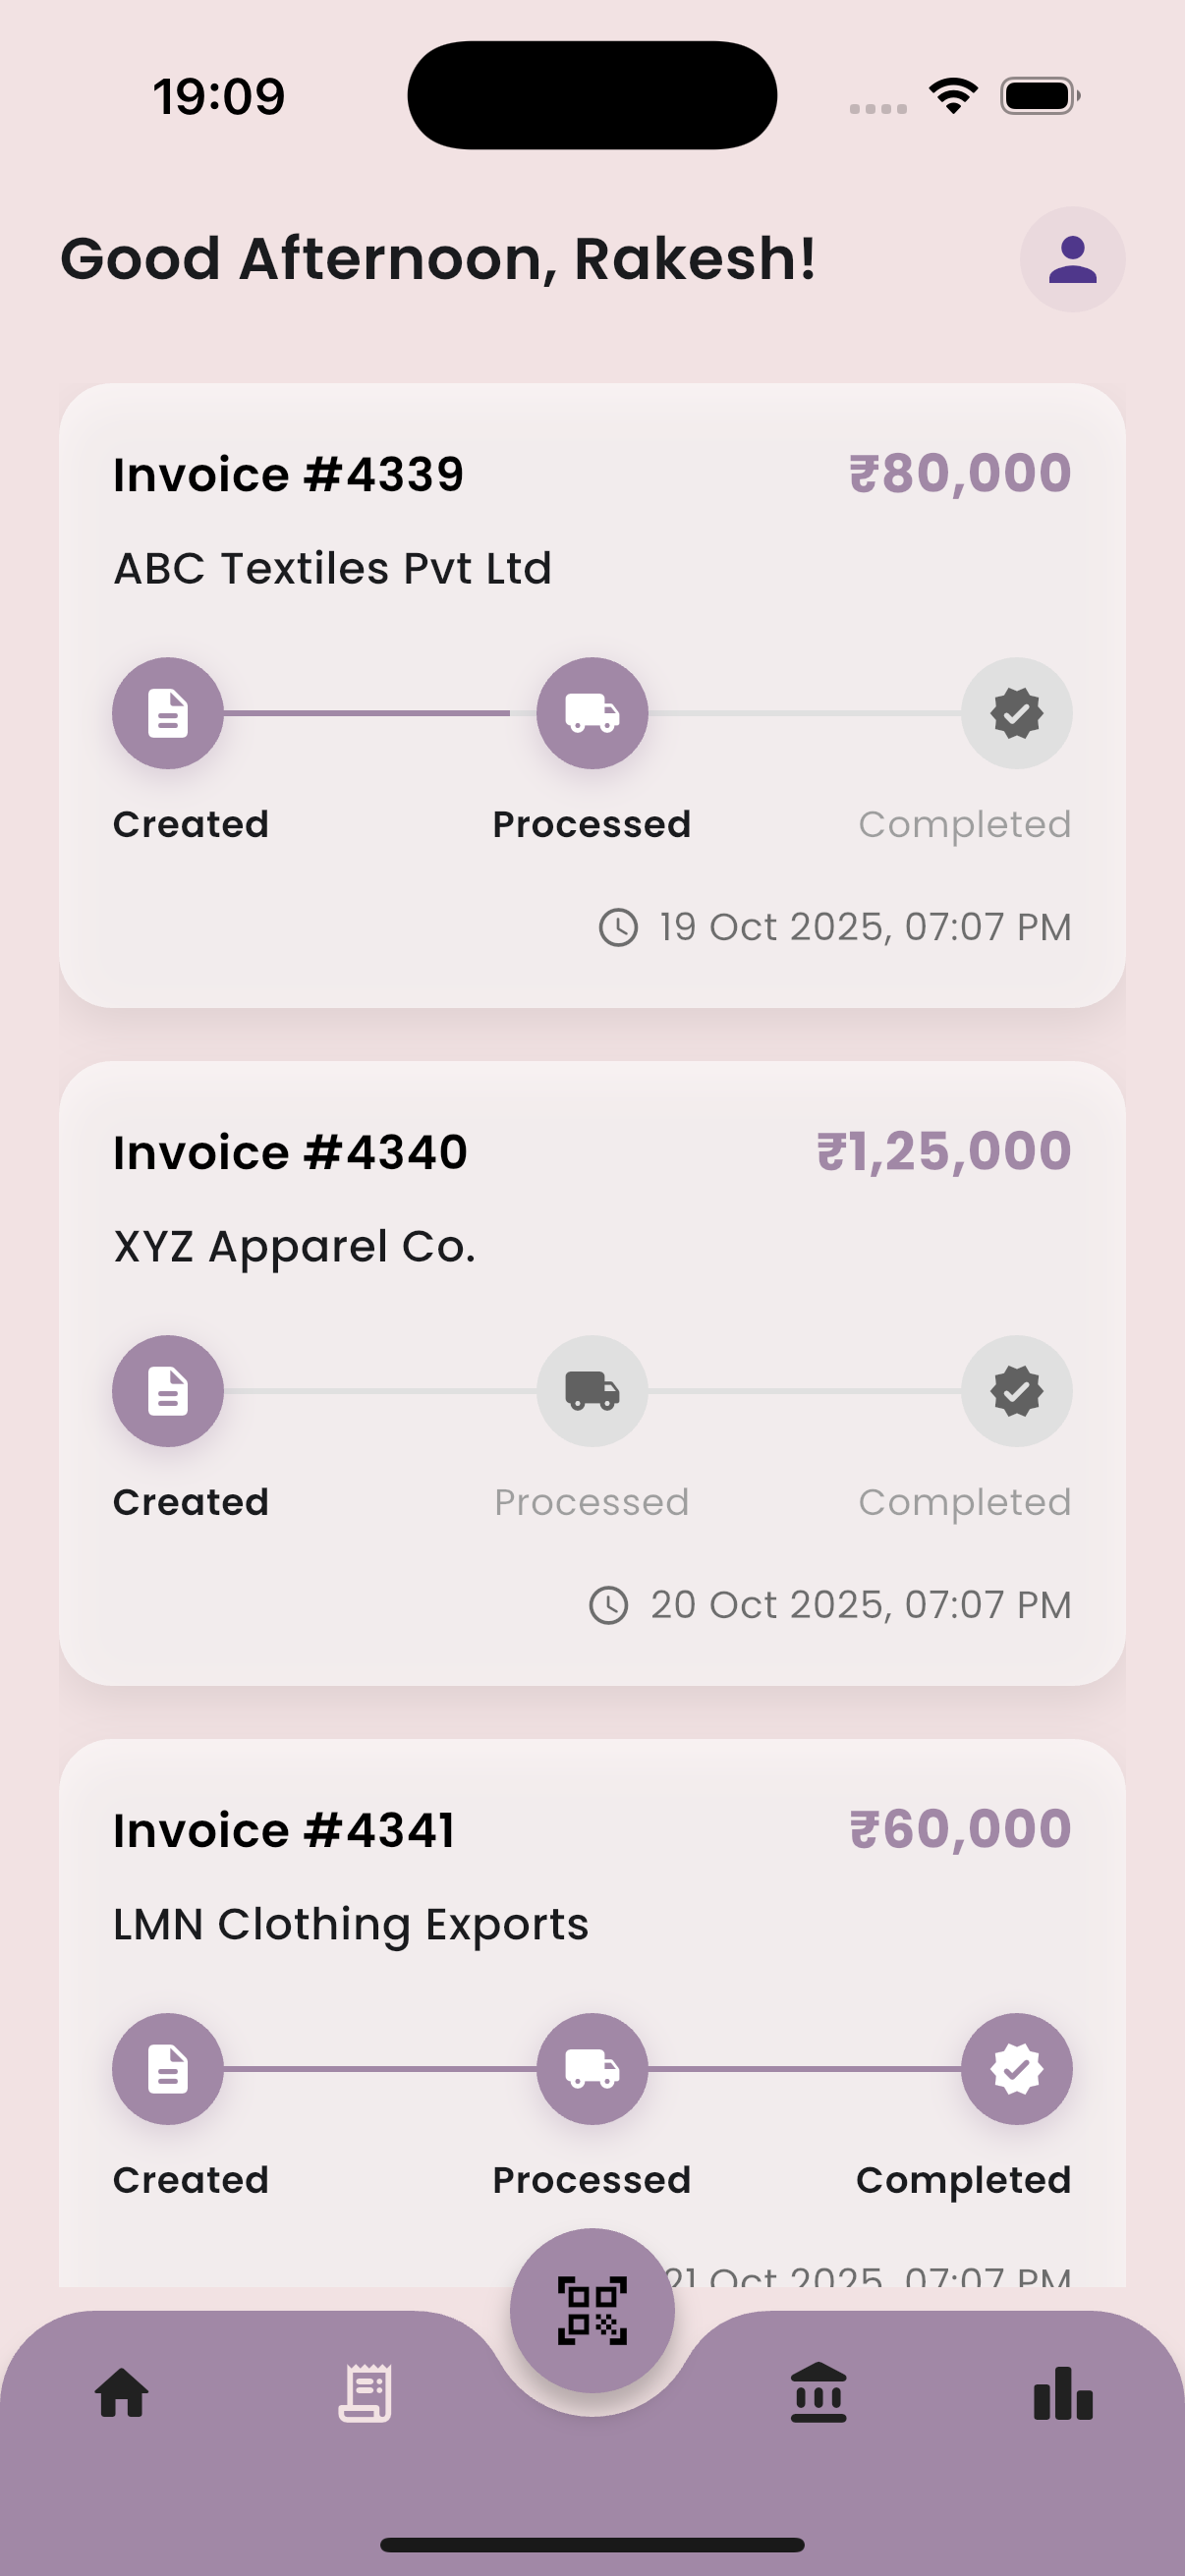 19:09
Good Afternoon, Rakesh!
Invoice #4339 ₹80,000
ABC Textiles Pvt Ltd
Created Processed Completed
19 Oct 2025, 07:07 PM
Invoice #4340 ₹1,25,000
XYZ Apparel Co.
Created Processed Completed
20 Oct 2025, 07:07 PM
Invoice #4341 ₹60,000
LMN Clothing Exports
Created Processed Completed
21 Oct 2025, 07:07 PM